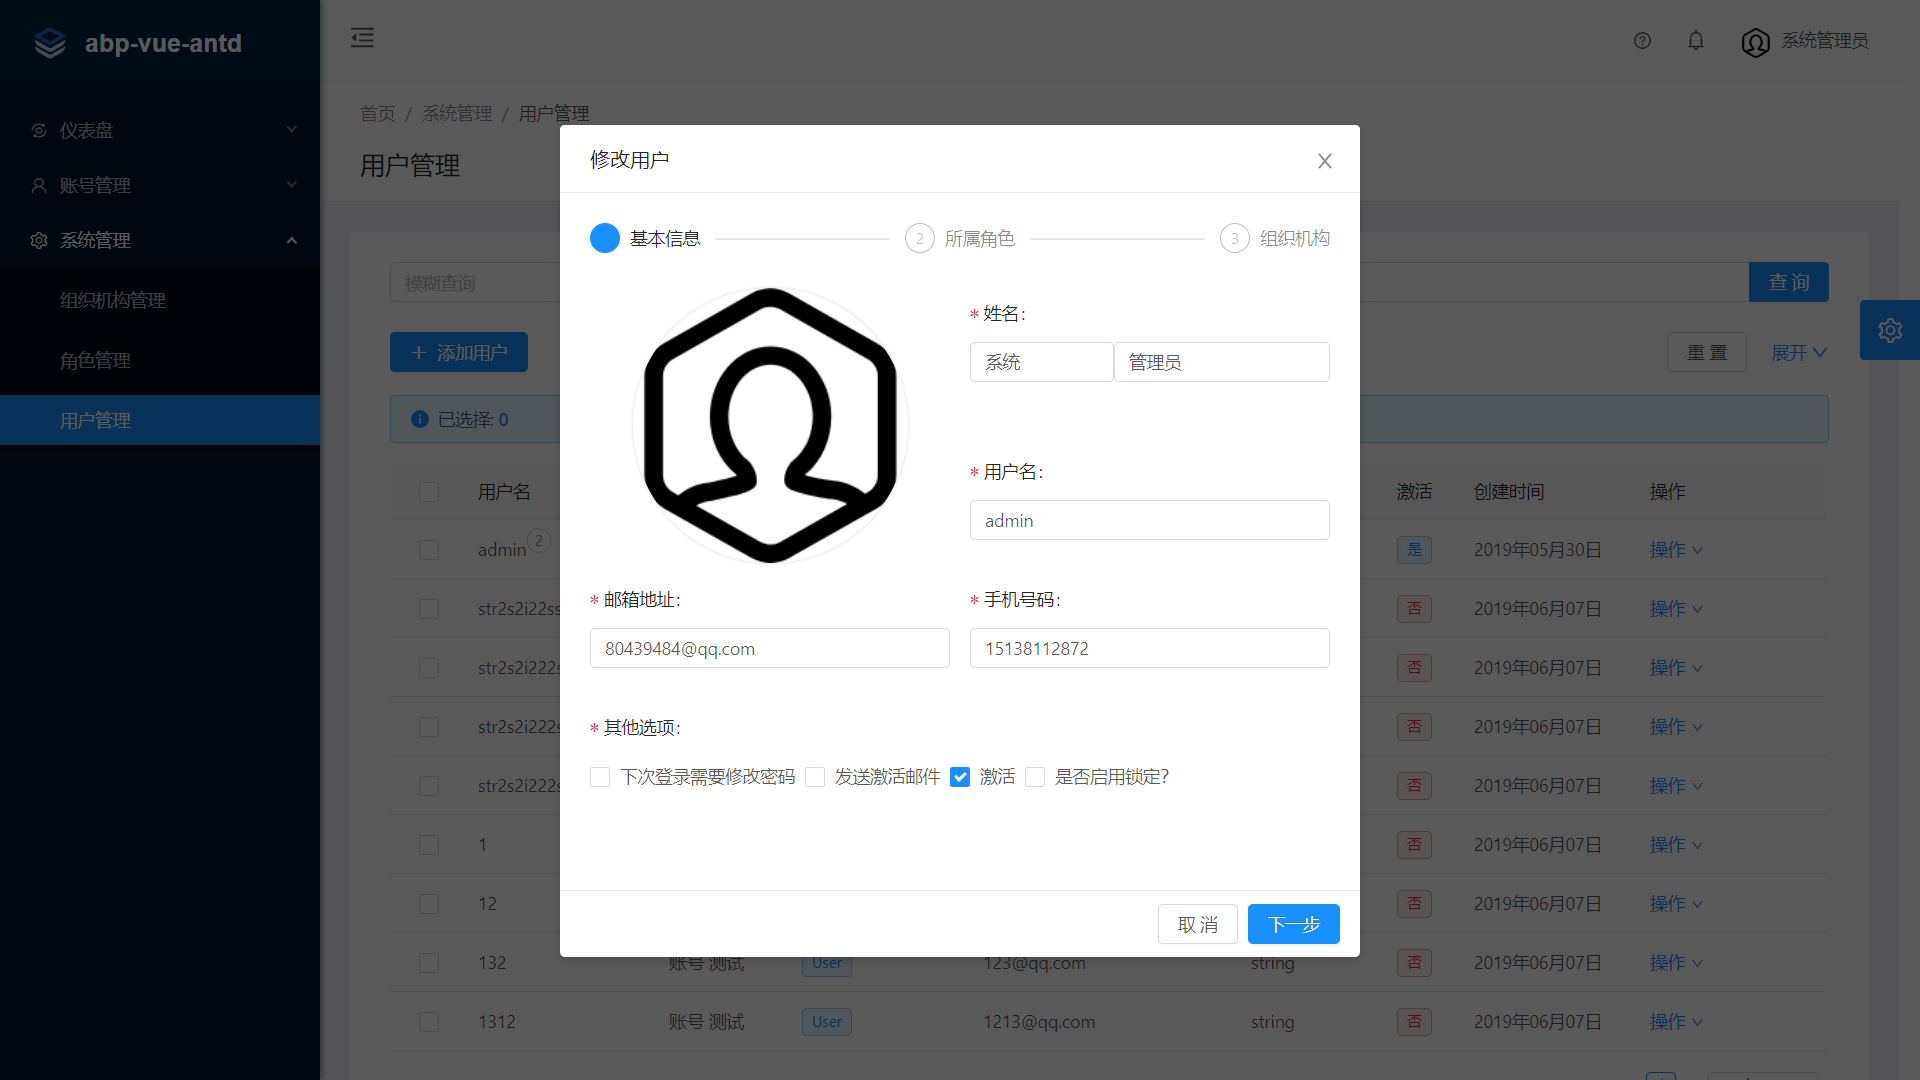 abp-vue-antd
系统管理员
仪表盘
账号管理
系统管理
组织机构管理
角色管理
用户管理
首页 / 系统管理 / 用户管理
用户管理
模糊查询
查 询
添加用户
重 置
展开
已选择: 0
用户名
激活
创建时间
操作
admin
2
是
2019年05月30日
操作
str2s2i22ss
否
2019年06月07日
操作
str2s2i222s
否
2019年06月07日
操作
str2s2i222s
否
2019年06月07日
操作
str2s2i222s
否
2019年06月07日
操作
1
否
2019年06月07日
操作
12
否
2019年06月07日
操作
132
账号 测试
User
123@qq.com
string
否
2019年06月07日
操作
1312
账号 测试
User
1213@qq.com
string
否
2019年06月07日
操作
修改用户
基本信息
2 所属角色
3 组织机构
* 姓名:
系统
管理员
* 用户名:
admin
* 邮箱地址:
80439484@qq.com
* 手机号码:
15138112872
* 其他选项:
下次登录需要修改密码 发送激活邮件 激活 是否启用锁定?
取 消
下一步